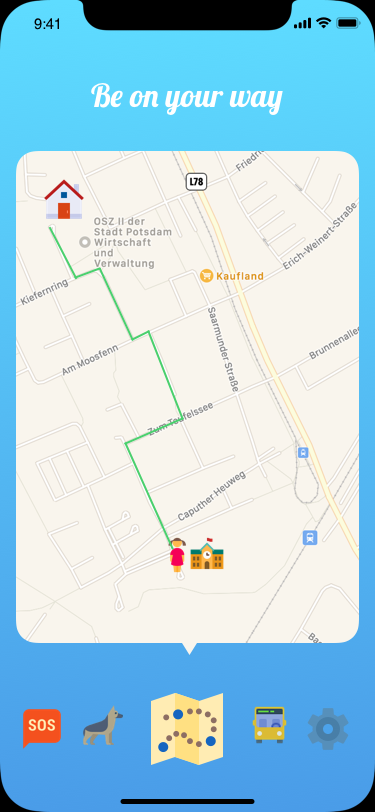 9:41
Be on your way
L78
Friedri
OSZ II der
Stadt Potsdam
Wirtschaft
und
Verwaltung
Erich-Weinert-Straße
Kaufland
Kiefernring
Saarmunder Straße
Am Moosfenn
Brunnenallee
Zum Teufelssee
Caputher Heuweg
Ba
SOS